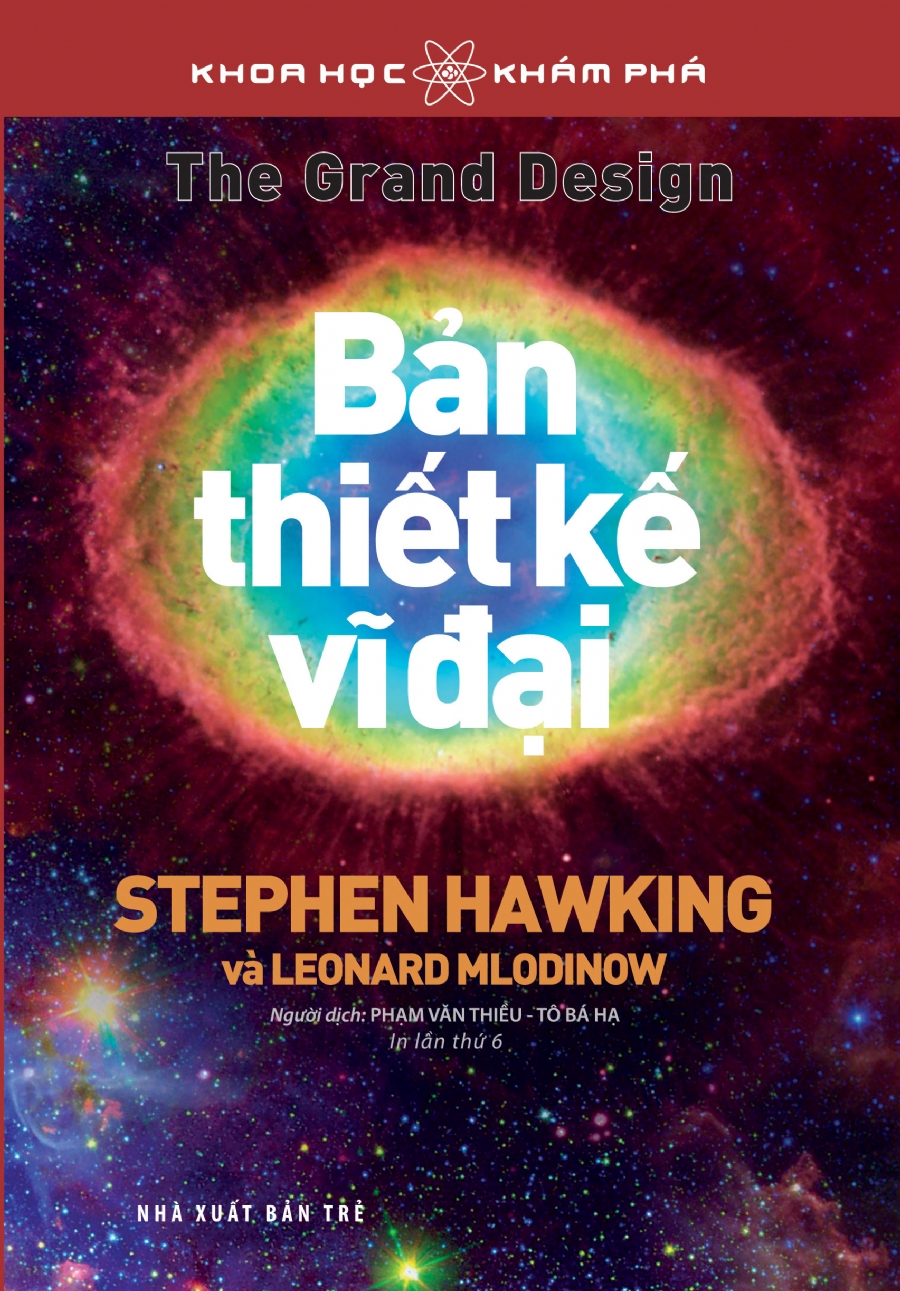 KHOA HỌC KHÁM PHÁ
The Grand Design
Bản
thiết kế
vĩ đại
STEPHEN HAWKING
và LEONARD MLODINOW
Người dịch: PHẠM VĂN THIỀU - TÔ BÁ HẠ
In lần thứ 6
NHÀ XUẤT BẢN TRẺ